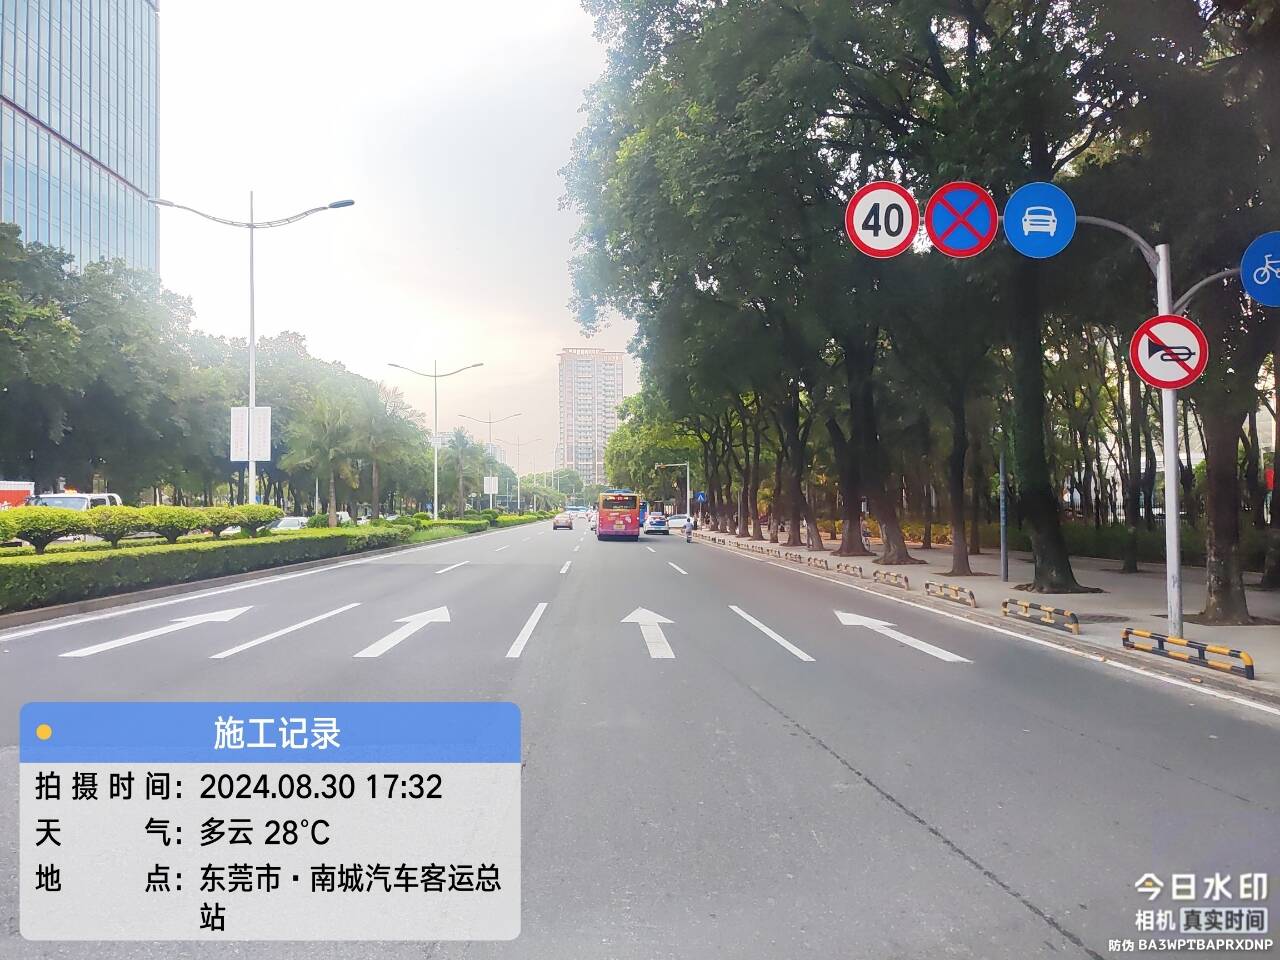 40
施工记录
拍摄时间：2024.08.30 17:32
天 气：多云 28°C
地 点：东莞市·南城汽车客运总
站
今日水印
相机 真实时间
防伪 BA3WPTBAPRXDNP